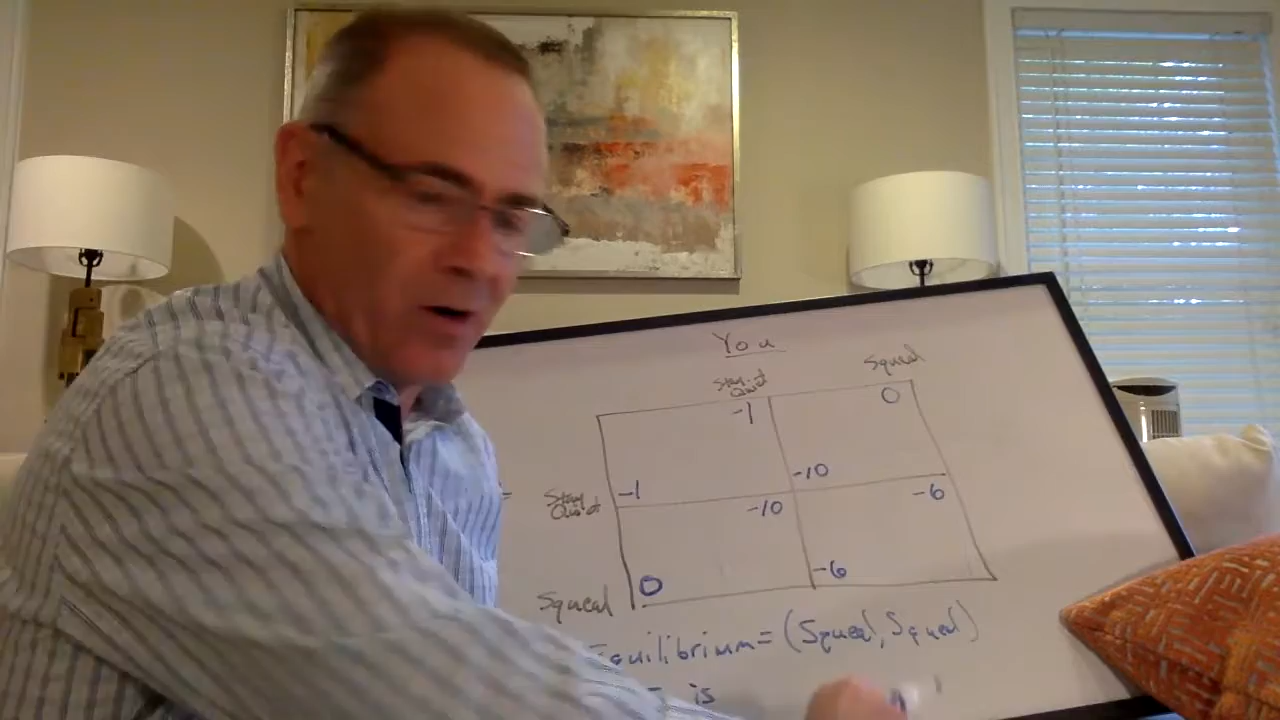 You
Stay Quiet Squeal
-1 0
Stay Quiet -1 -10
-10 -6
Squeal 0 -6
Equilibrium = (Squeal, Squeal)
is